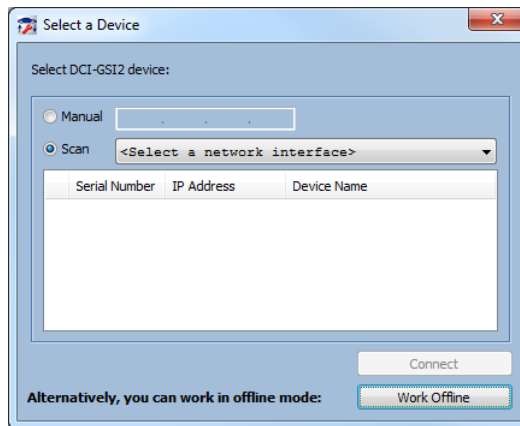 Select a Device
Select DCI-GSI2 device:
Manual . . .
Scan <Select a network interface>
Serial Number IP Address Device Name
Connect
Alternatively, you can work in offline mode: Work Offline